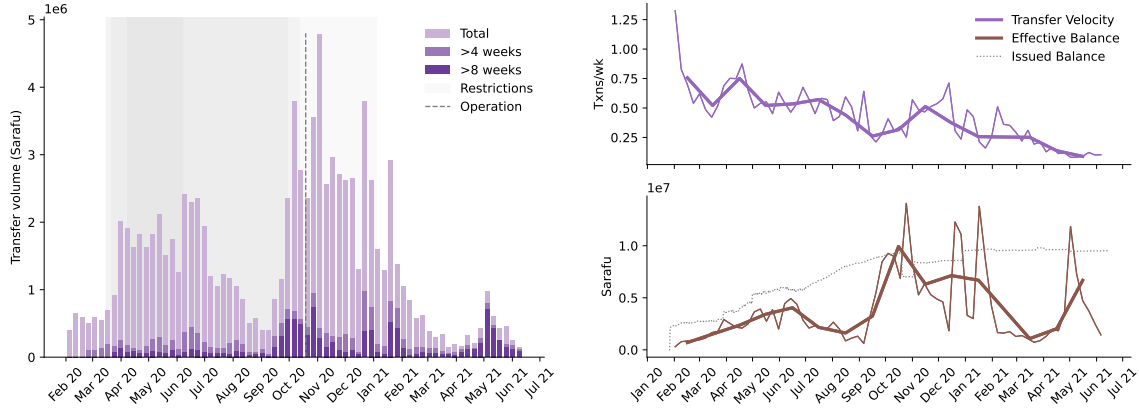 1e6
5
4
3
2
1
0
Transfer volume (Sarafu)
Total
>4 weeks
>8 weeks
Restrictions
Operation
Feb 20
Mar 20
Apr 20
May 20
Jun 20
Jul 20
Aug 20
Sep 20
Oct 20
Nov 20
Dec 20
Jan 21
Feb 21
Mar 21
Apr 21
May 21
Jun 21
Jul 21
1.25
1.00
0.75
0.50
0.25
Txns/wk
Transfer Velocity
Effective Balance
Issued Balance
1e7
1.0
0.5
0.0
Sarafu
Jan 20
Feb 20
Mar 20
Apr 20
May 20
Jun 20
Jul 20
Aug 20
Sep 20
Oct 20
Nov 20
Dec 20
Jan 21
Feb 21
Mar 21
Apr 21
May 21
Jun 21
Jul 21